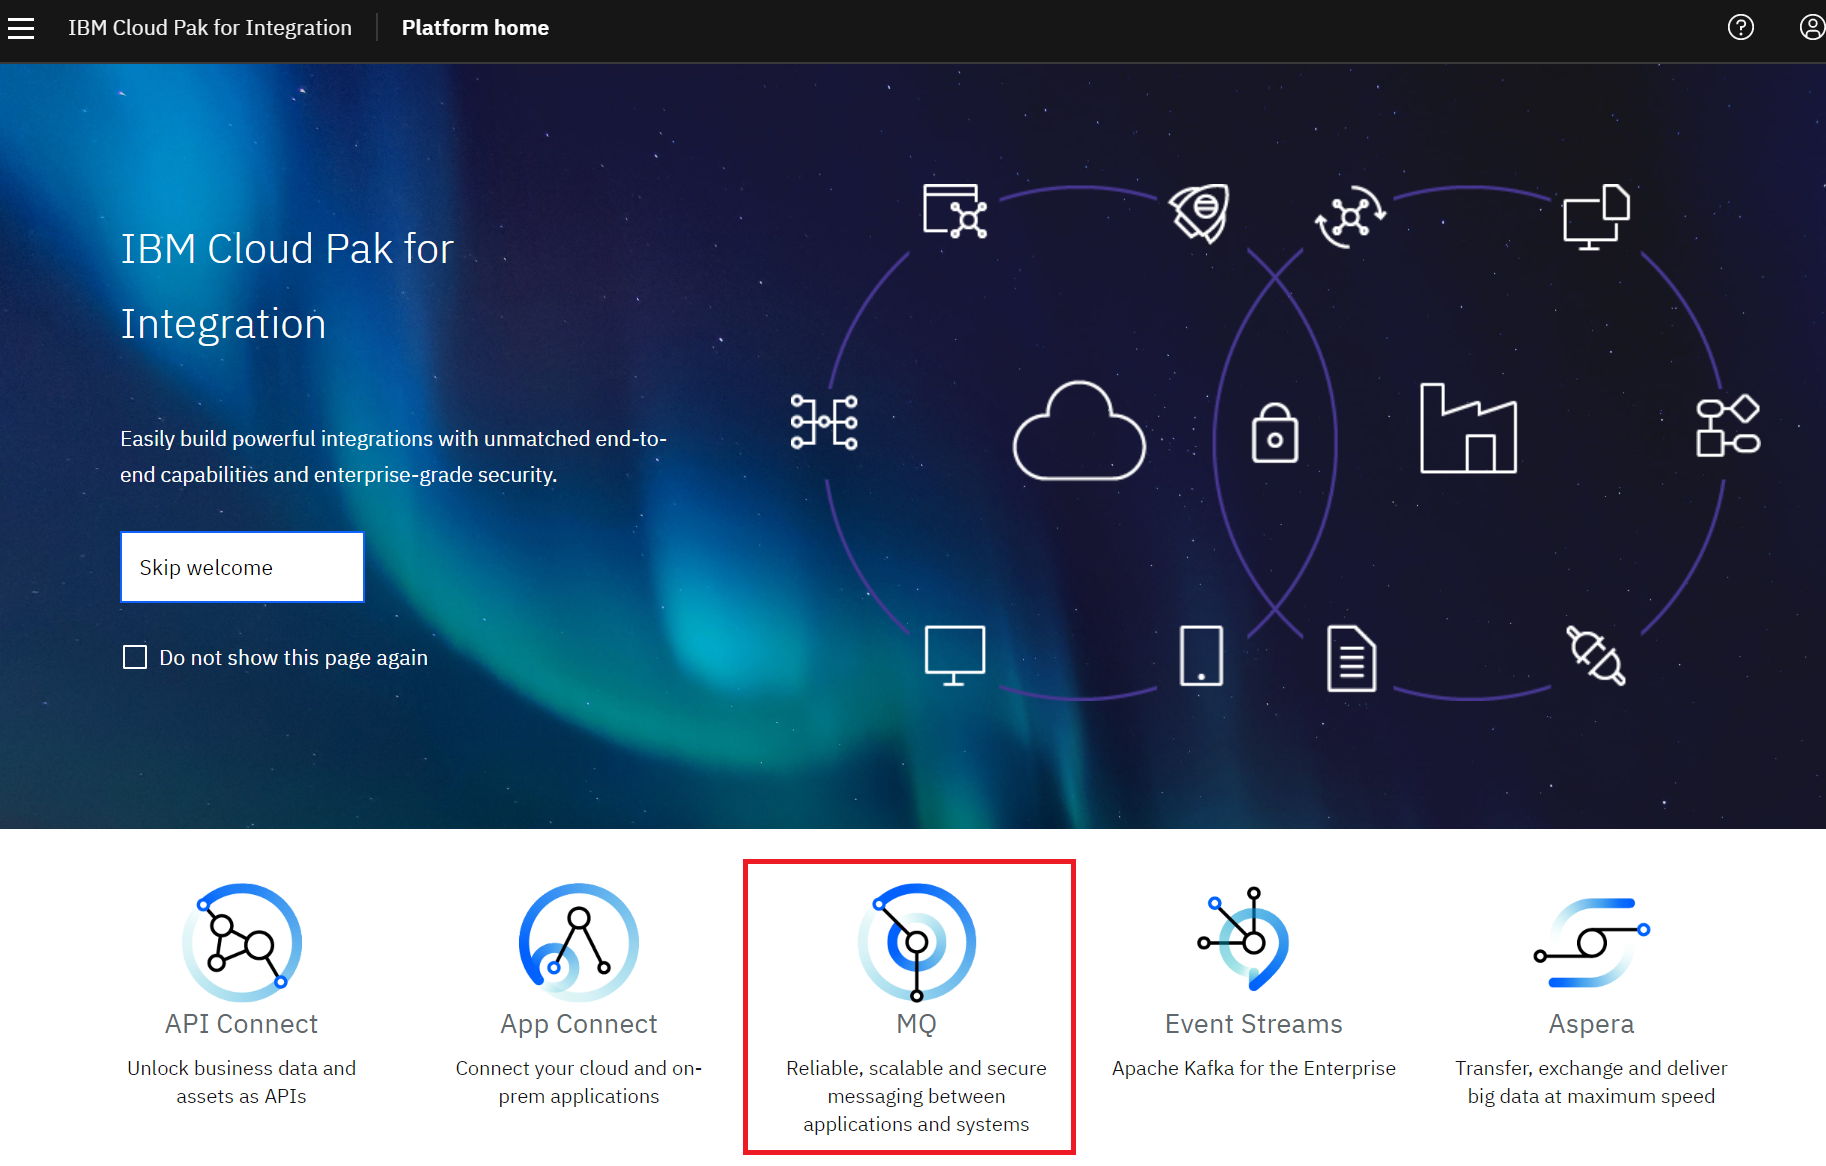 IBM Cloud Pak for Integration
Platform home
IBM Cloud Pak for
Integration
Easily build powerful integrations with unmatched end-to-
end capabilities and enterprise-grade security.
Skip welcome
Do not show this page again
API Connect
Unlock business data and
assets as APIs
App Connect
Connect your cloud and on-
prem applications
MQ
Reliable, scalable and secure
messaging between
applications and systems
Event Streams
Apache Kafka for the Enterprise
Aspera
Transfer, exchange and deliver
big data at maximum speed